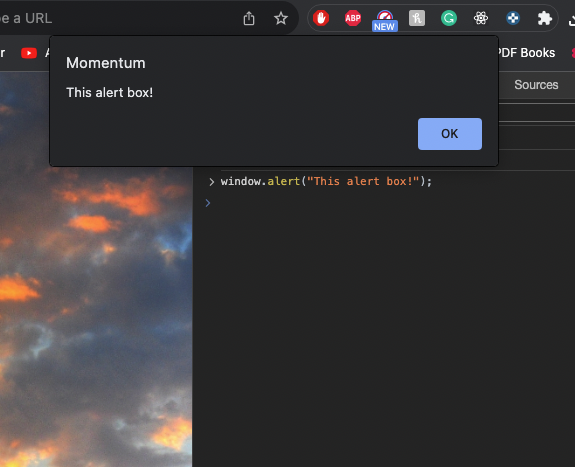 e a URL
ABP
NEW
r
PDF Books
Momentum
This alert box!
OK
Sources
window.alert("This alert box!");